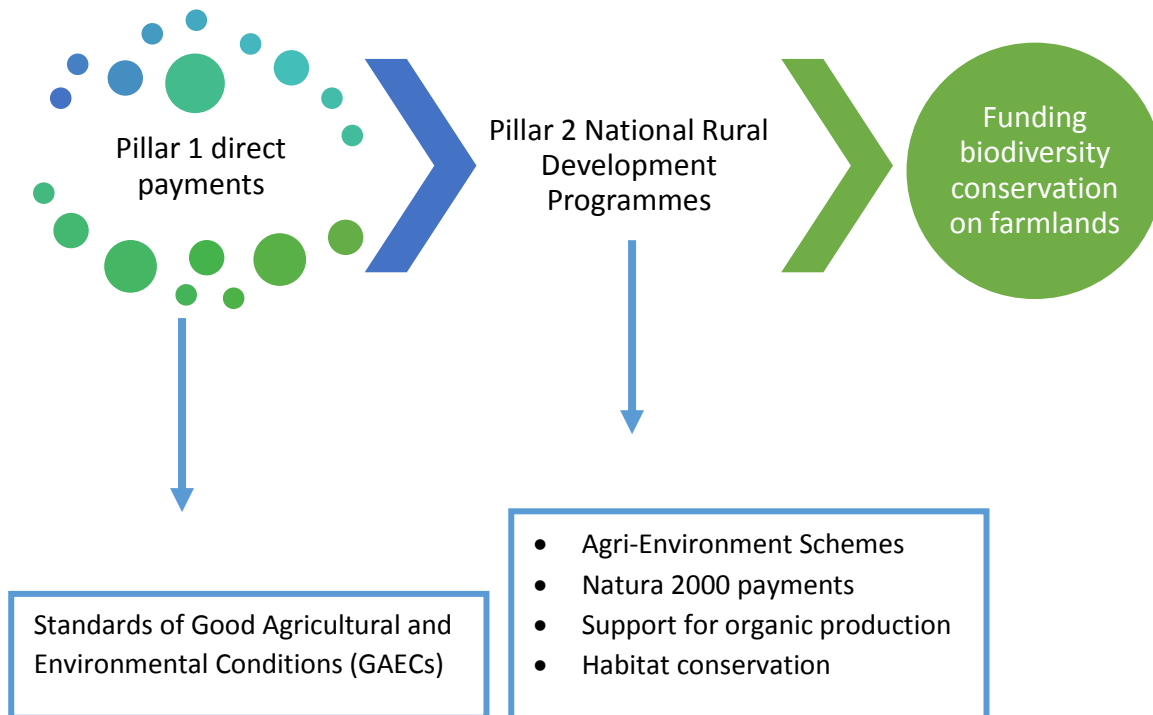 Pillar 1 direct
payments
Pillar 2 National Rural
Development
Programmes
Funding
biodiversity
conservation
on farmlands
Standards of Good Agricultural and
Environmental Conditions (GAECs)
• Agri-Environment Schemes
• Natura 2000 payments
• Support for organic production
• Habitat conservation